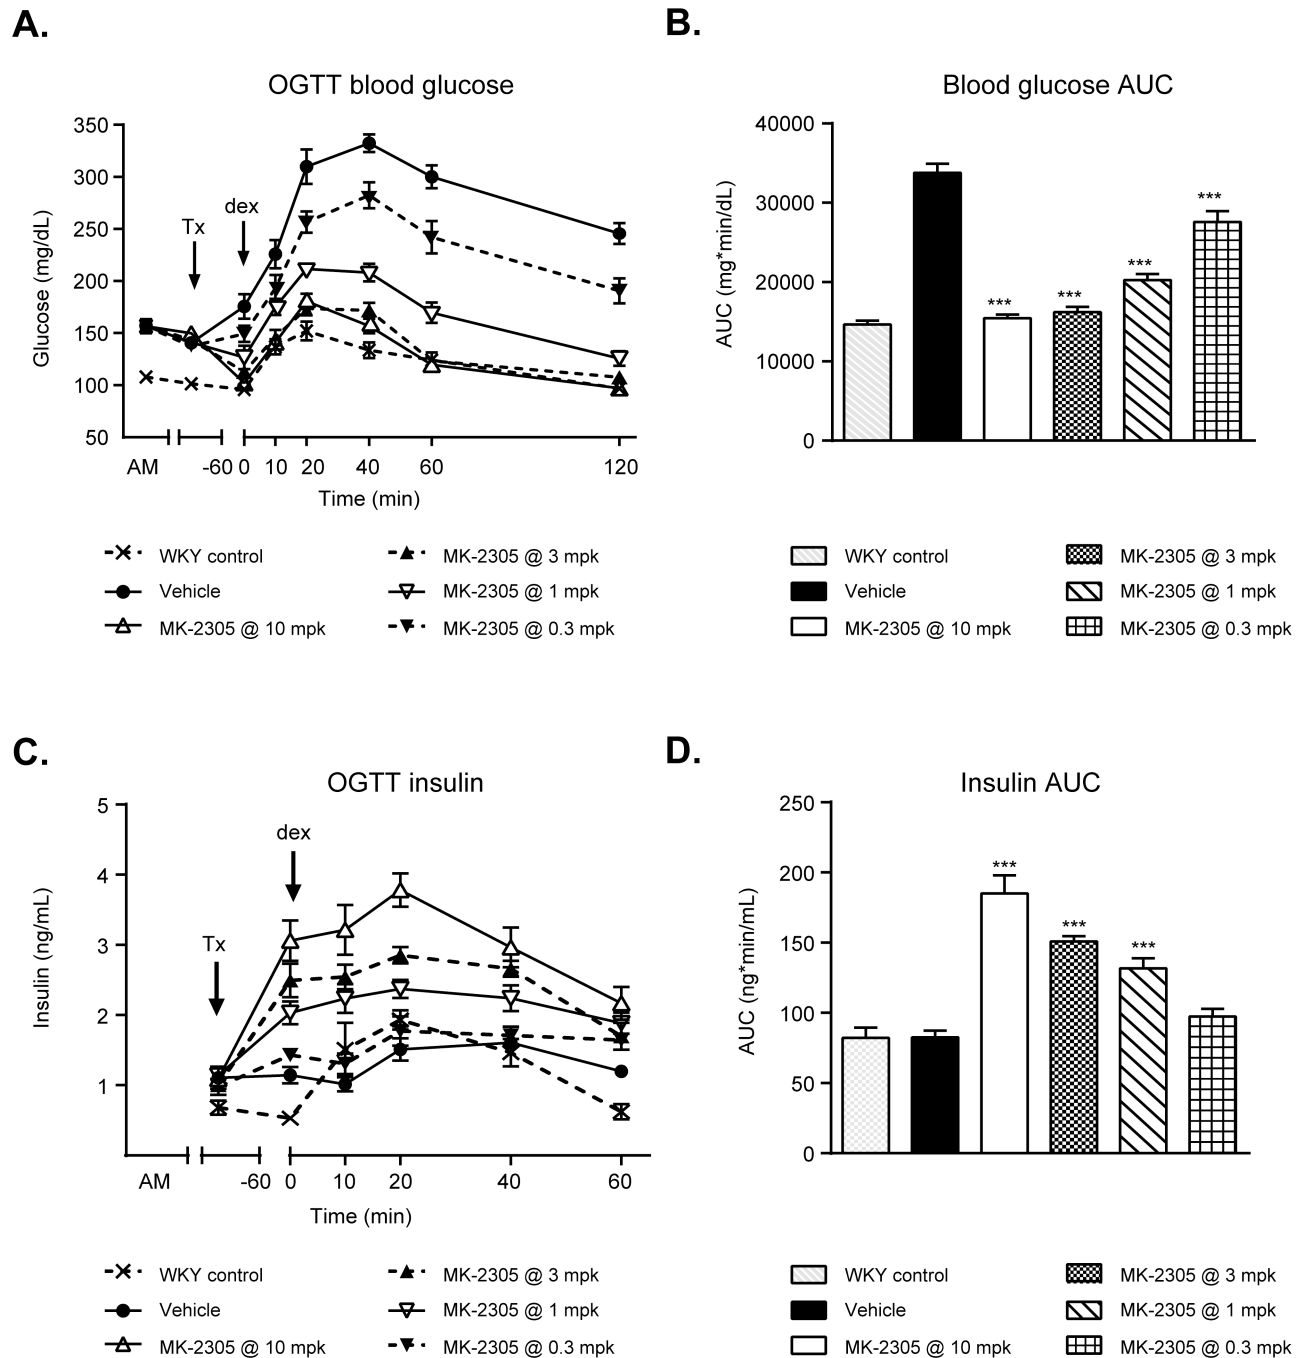 A.
B.
OGTT blood glucose
Blood glucose AUC
350
300
250
200
150
100
50
Glucose (mg/dL)
Tx
dex
AM
-60 0 10 20 40 60 120
Time (min)
40000
30000
20000
10000
0
AUC (mg*min/dL)
***
***
***
***
WKY control
Vehicle
MK-2305 @ 10 mpk
MK-2305 @ 3 mpk
MK-2305 @ 1 mpk
MK-2305 @ 0.3 mpk
WKY control
Vehicle
MK-2305 @ 10 mpk
MK-2305 @ 3 mpk
MK-2305 @ 1 mpk
MK-2305 @ 0.3 mpk
C.
D.
OGTT insulin
Insulin AUC
5
4
3
2
1
Insulin (ng/mL)
Tx
dex
AM
-60 0 10 20 40 60
Time (min)
250
200
150
100
50
0
AUC (ng*min/mL)
***
***
***
WKY control
Vehicle
MK-2305 @ 10 mpk
MK-2305 @ 3 mpk
MK-2305 @ 1 mpk
MK-2305 @ 0.3 mpk
WKY control
Vehicle
MK-2305 @ 10 mpk
MK-2305 @ 3 mpk
MK-2305 @ 1 mpk
MK-2305 @ 0.3 mpk